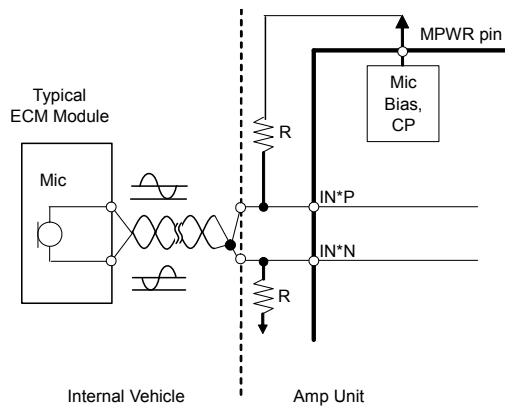 MPWR pin
Mic
Bias,
CP
Typical
ECM Module
Mic
R
IN*P
IN*N
R
Internal Vehicle
Amp Unit